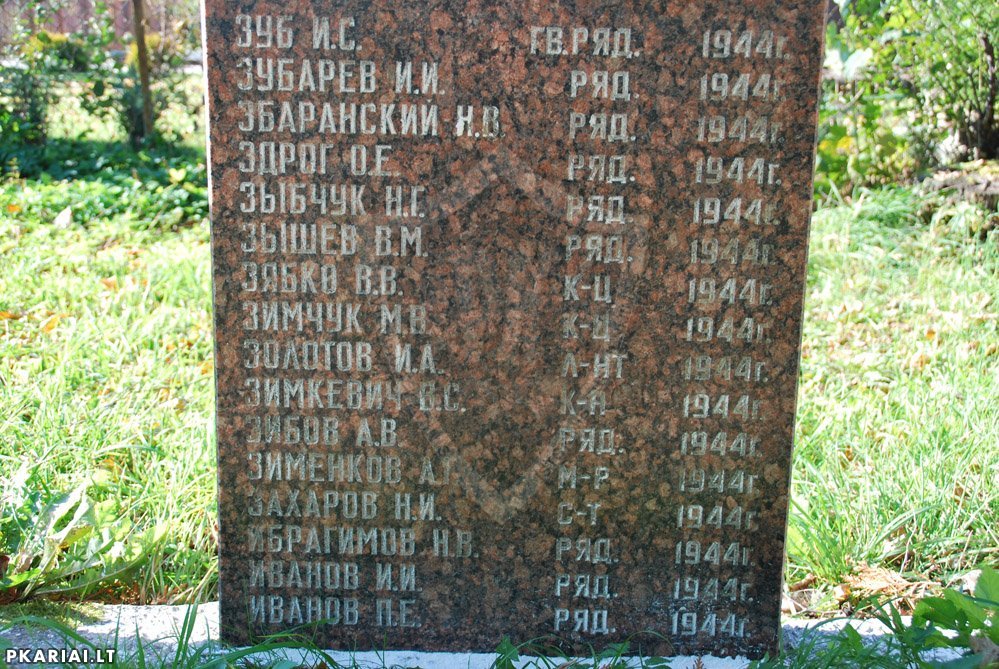 ЗУБ И.С. ГВ.РЯД. 1944г.
ЗУБАРЕВ И.И. РЯД. 1944г.
ЗБАРАНСКИЙ Н.В. РЯД. 1944г.
ЗДРОГ О.Е. РЯД. 1944г.
ЗЫБЧУК Н.Г. РЯД. 1944г.
ЗЫШЕВ В.М. РЯД. 1944г.
ЗЯБКО В.В. К-Ц 1944г.
ЗИМЧУК К-Ц 1944г.
ЗОЛОТОВ И.А. Л-НТ 1944г.
ЗИМКЕВИЧ 1944г.
ЗИБОВ А.В РЯД. 1944г.
ЗИМЕНКОВ М-Р 1944г
ЗАХАРОВ Н.И. С-Т 1944г.
ИБРАГИМОВ Н.В. РЯД. 1944г.
ИВАНОВ И.И. РЯД. 1944г.
ИВАНОВ П.Е. РЯД. 1944г.
PKARIAI.LT